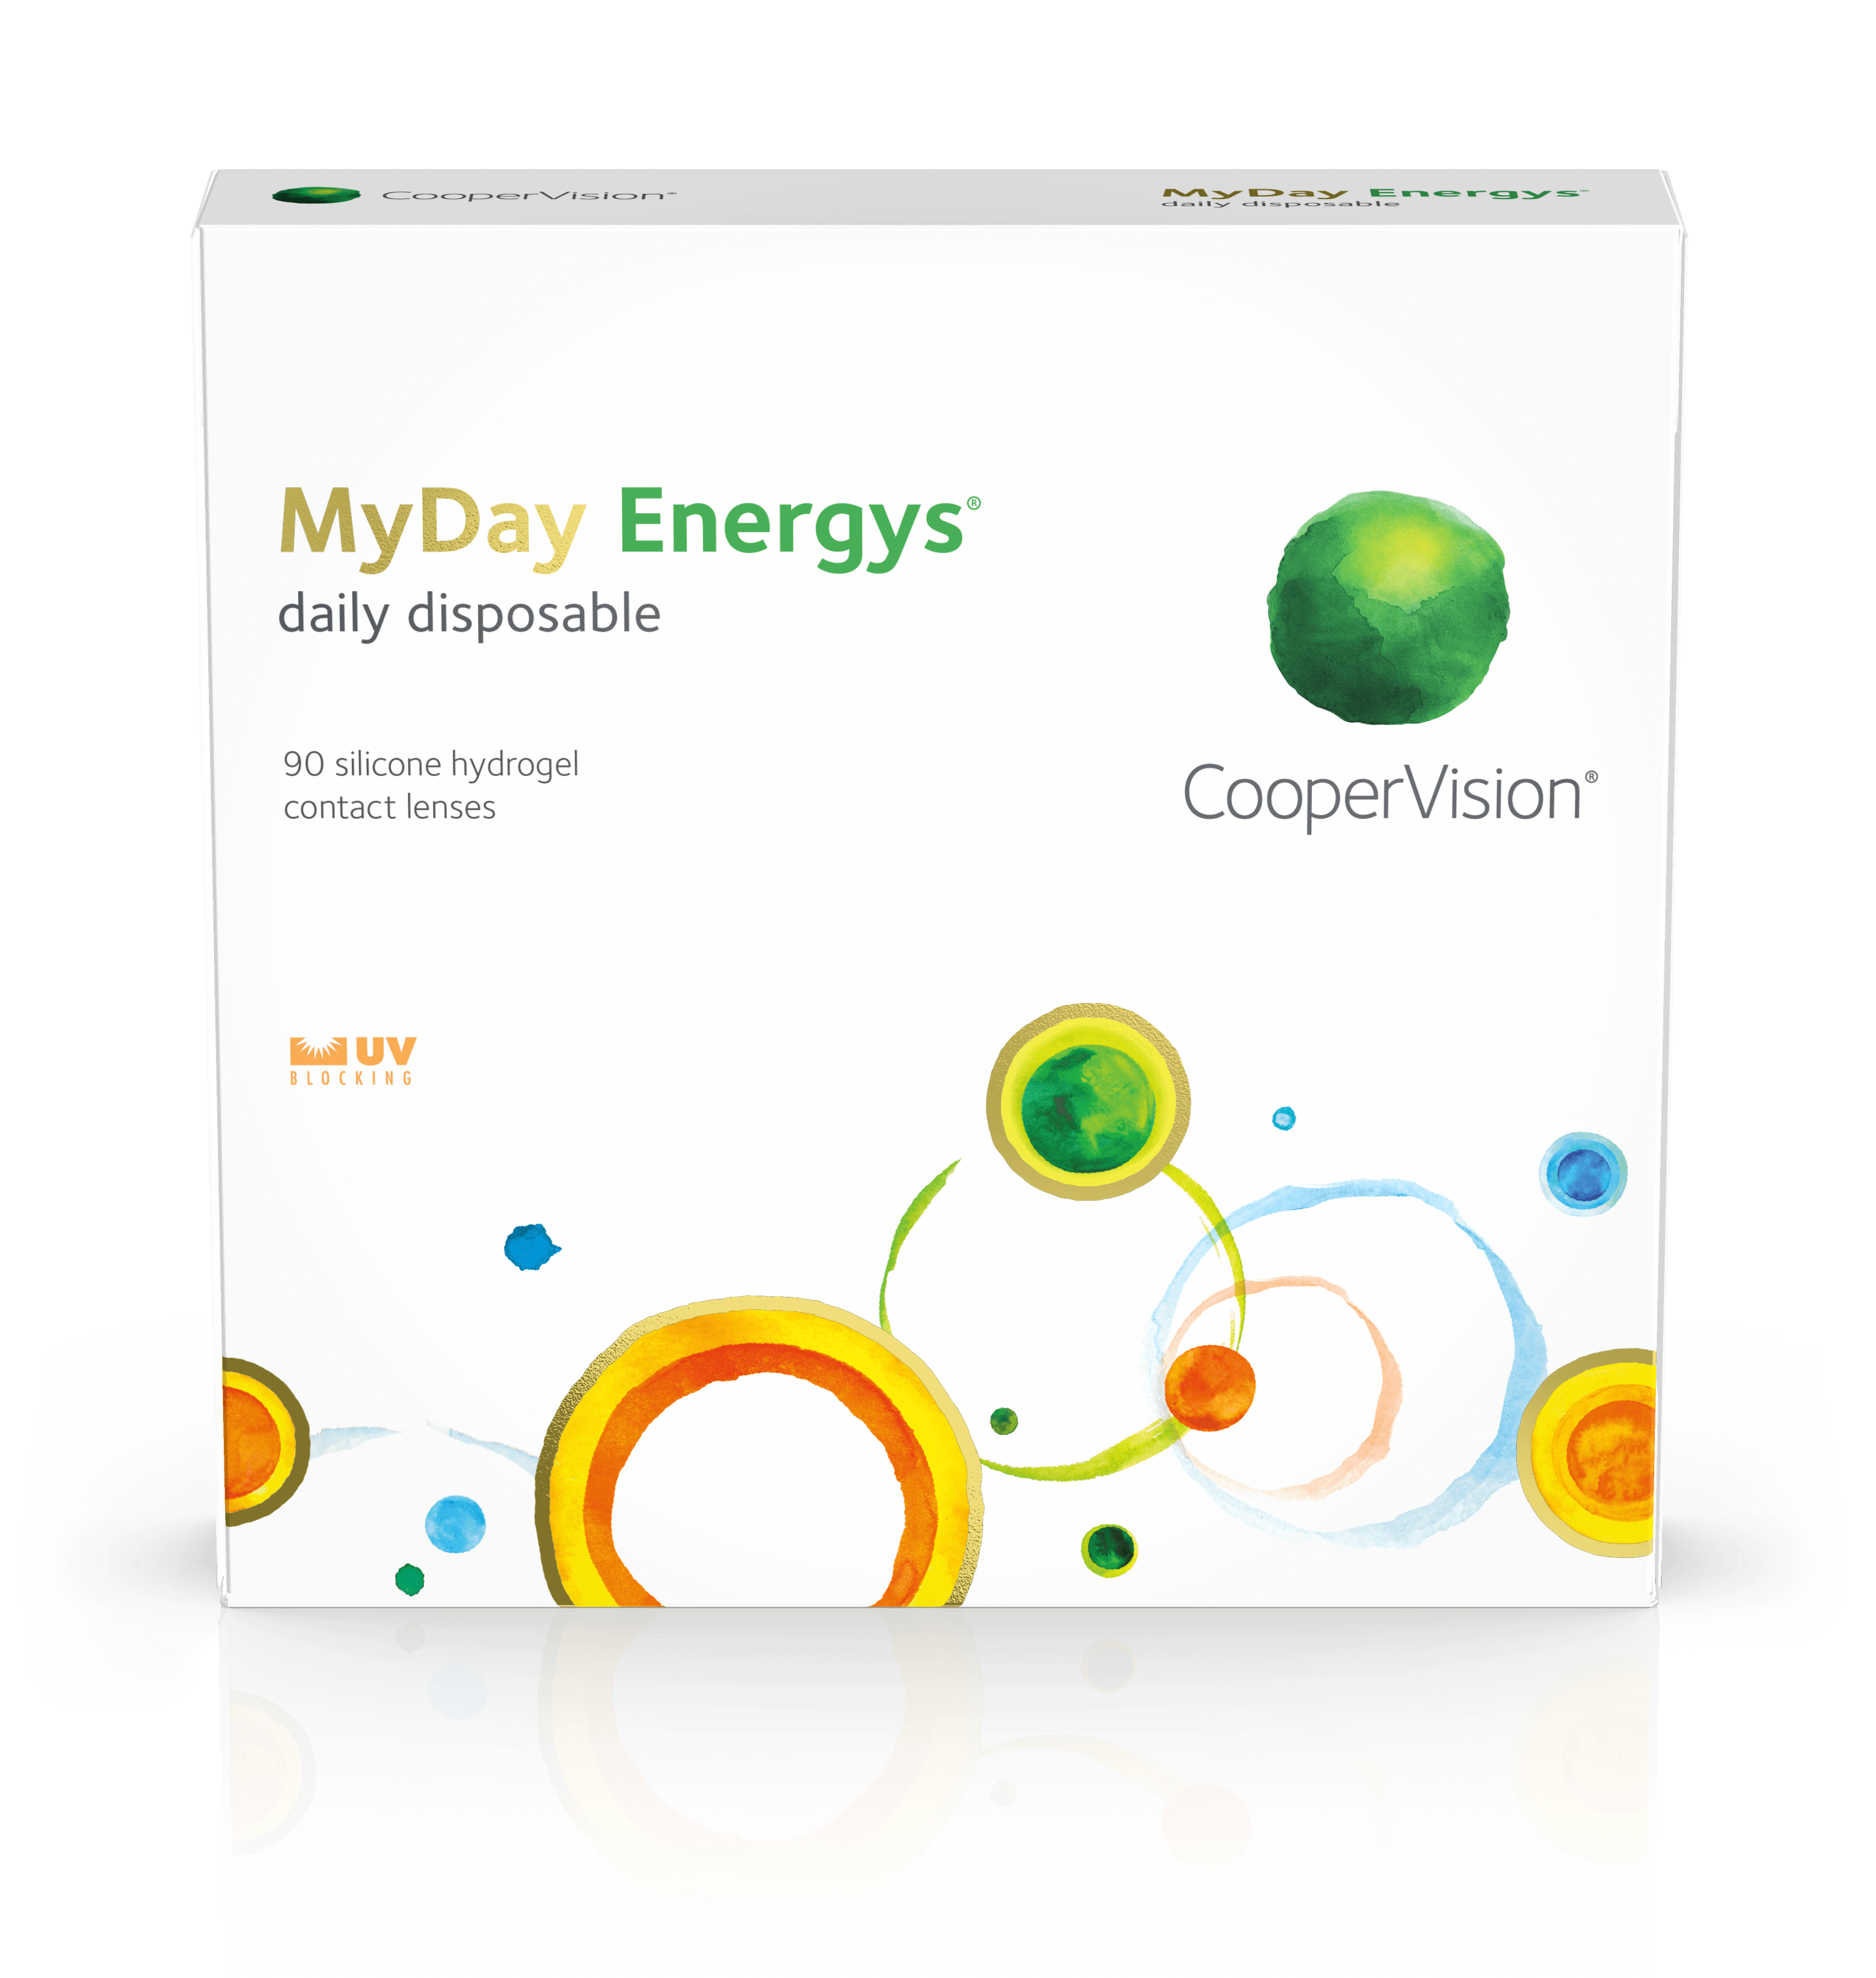 CooperVision®
MyDay Energys®
daily disposable
MyDay Energys®
daily disposable
90 silicone hydrogel
contact lenses
CooperVision®
UV
BLOCKING